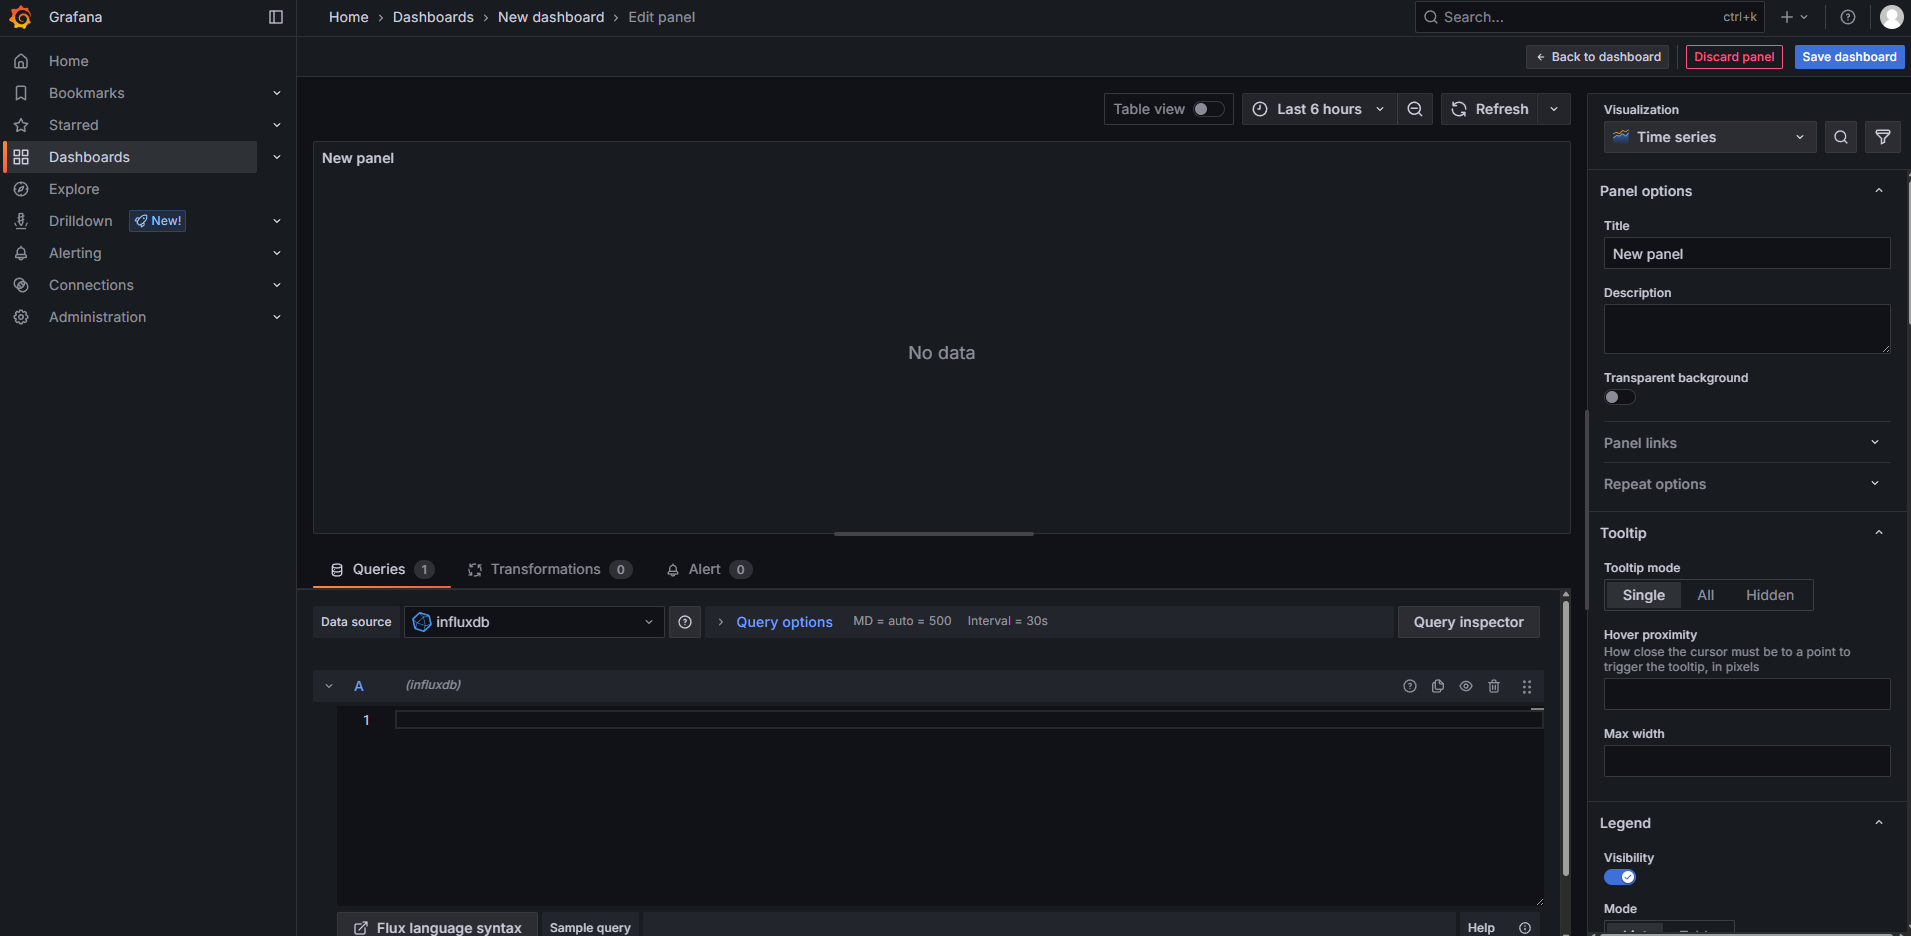 Grafana
Home › Dashboards › New dashboard › Edit panel
Search...
ctrl+k
Back to dashboard
Discard panel
Save dashboard
Home
Bookmarks
Starred
Dashboards
Explore
Drilldown
New!
Alerting
Connections
Administration
Table view
Last 6 hours
Refresh
New panel
No data
Queries 1
Transformations 0
Alert 0
Data source
influxdb
Query options
MD = auto = 500
Interval = 30s
Query inspector
A
(influxdb)
1
Flux language syntax
Sample query
Help
Visualization
Time series
Panel options
Title
New panel
Description
Transparent background
Panel links
Repeat options
Tooltip
Tooltip mode
Single
All
Hidden
Hover proximity
How close the cursor must be to a point to
trigger the tooltip, in pixels
Max width
Legend
Visibility
Mode